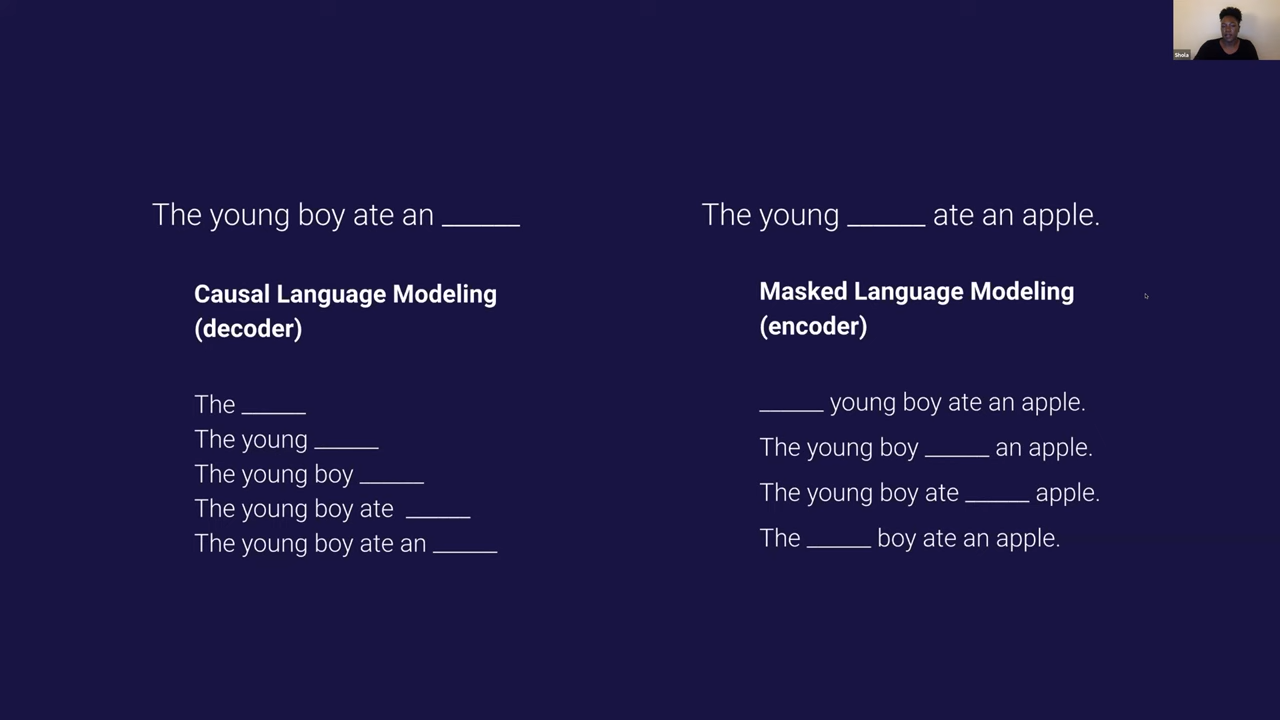 Shola
The young boy ate an ______
Causal Language Modeling
(decoder)
The ______
The young ______
The young boy ______
The young boy ate ______
The young boy ate an ______
The young ______ ate an apple.
Masked Language Modeling
(encoder)
______ young boy ate an apple.
The young boy ______ an apple.
The young boy ate ______ apple.
The ______ boy ate an apple.